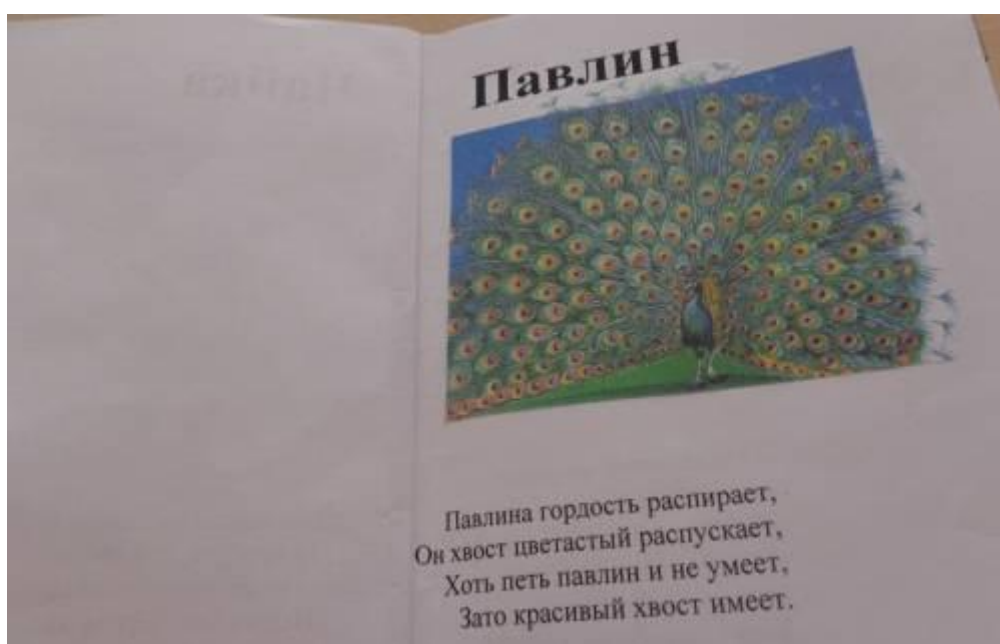 Павлин
Павлина гордость распирает,
Он хвост цветастый распускает,
Хоть петь павлин и не умеет,
Зато красивый хвост имеет.